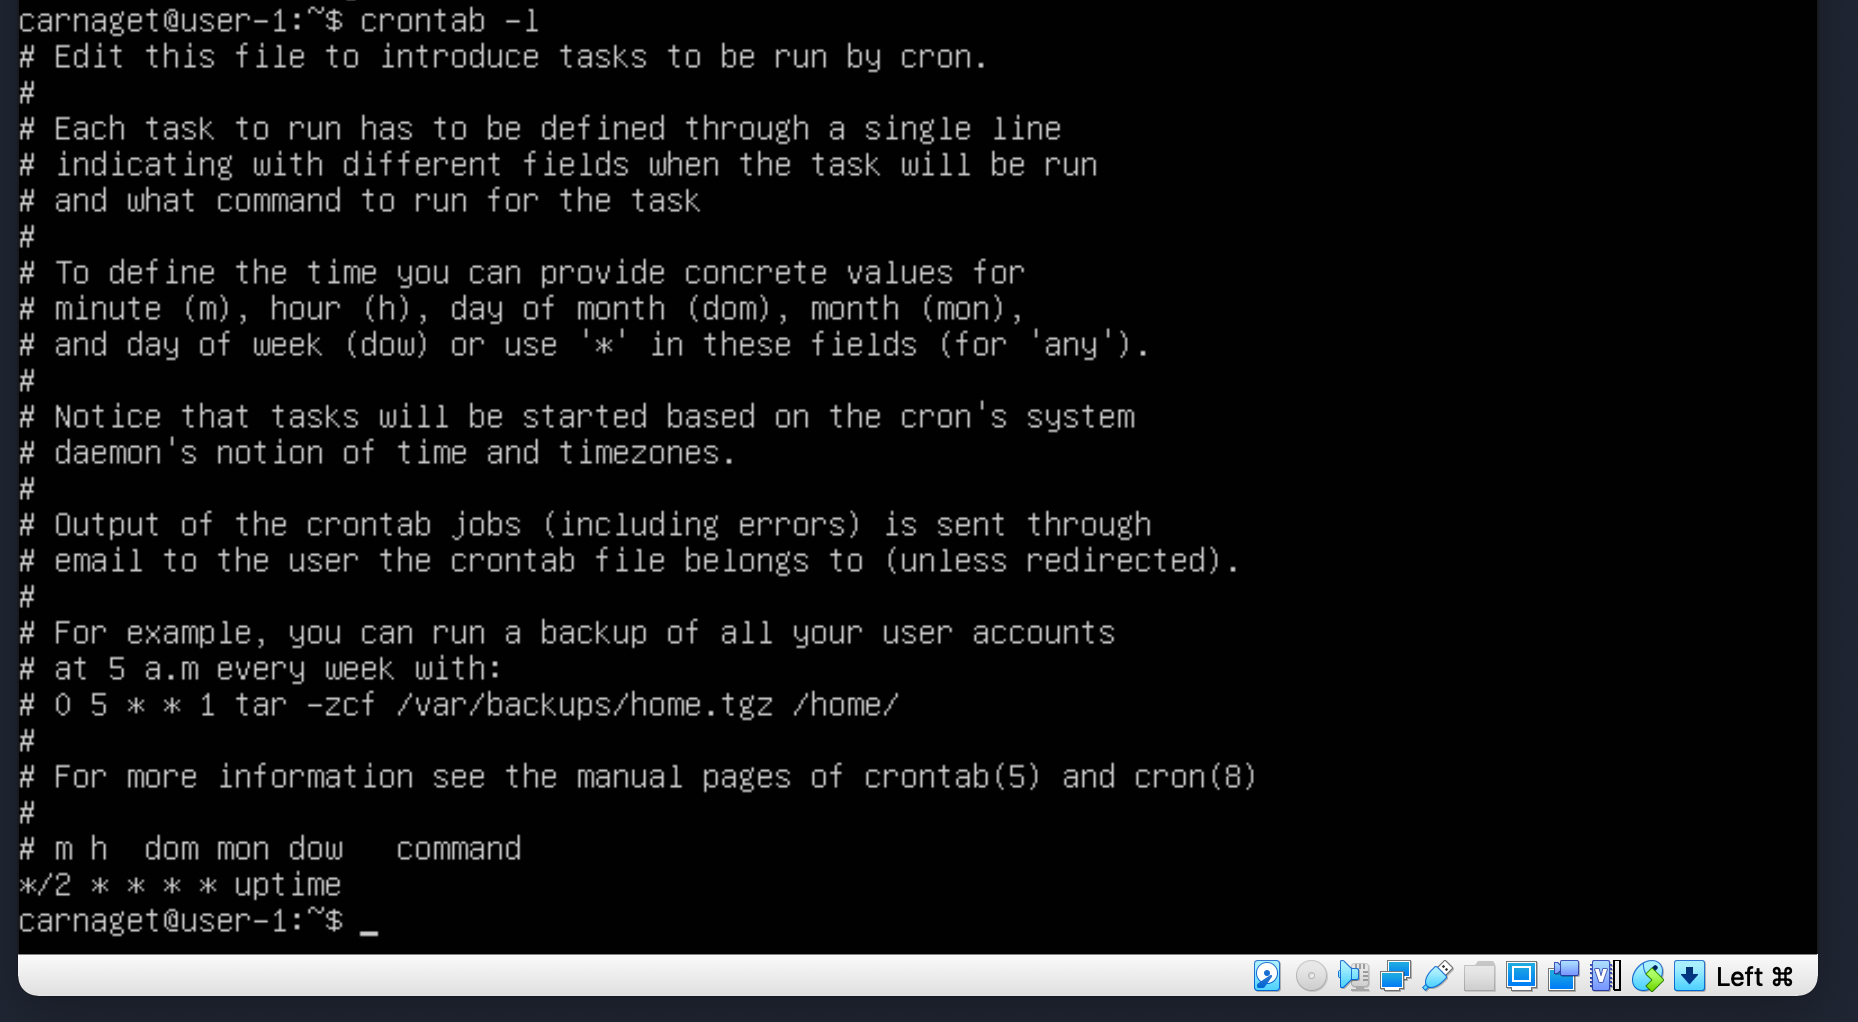 carnaget@user-1:~$ crontab -l
# Edit this file to introduce tasks to be run by cron.
#
# Each task to run has to be defined through a single line
# indicating with different fields when the task will be run
# and what command to run for the task
#
# To define the time you can provide concrete values for
# minute (m), hour (h), day of month (dom), month (mon),
# and day of week (dow) or use '*' in these fields (for 'any').
#
# Notice that tasks will be started based on the cron's system
# daemon's notion of time and timezones.
#
# Output of the crontab jobs (including errors) is sent through
# email to the user the crontab file belongs to (unless redirected).
#
# For example, you can run a backup of all your user accounts
# at 5 a.m every week with:
# 0 5 * * 1 tar -zcf /var/backups/home.tgz /home/
#
# For more information see the manual pages of crontab(5) and cron(8)
#
# m h  dom mon dow   command
*/2 * * * * uptime
carnaget@user-1:~$ _
Left ⌘